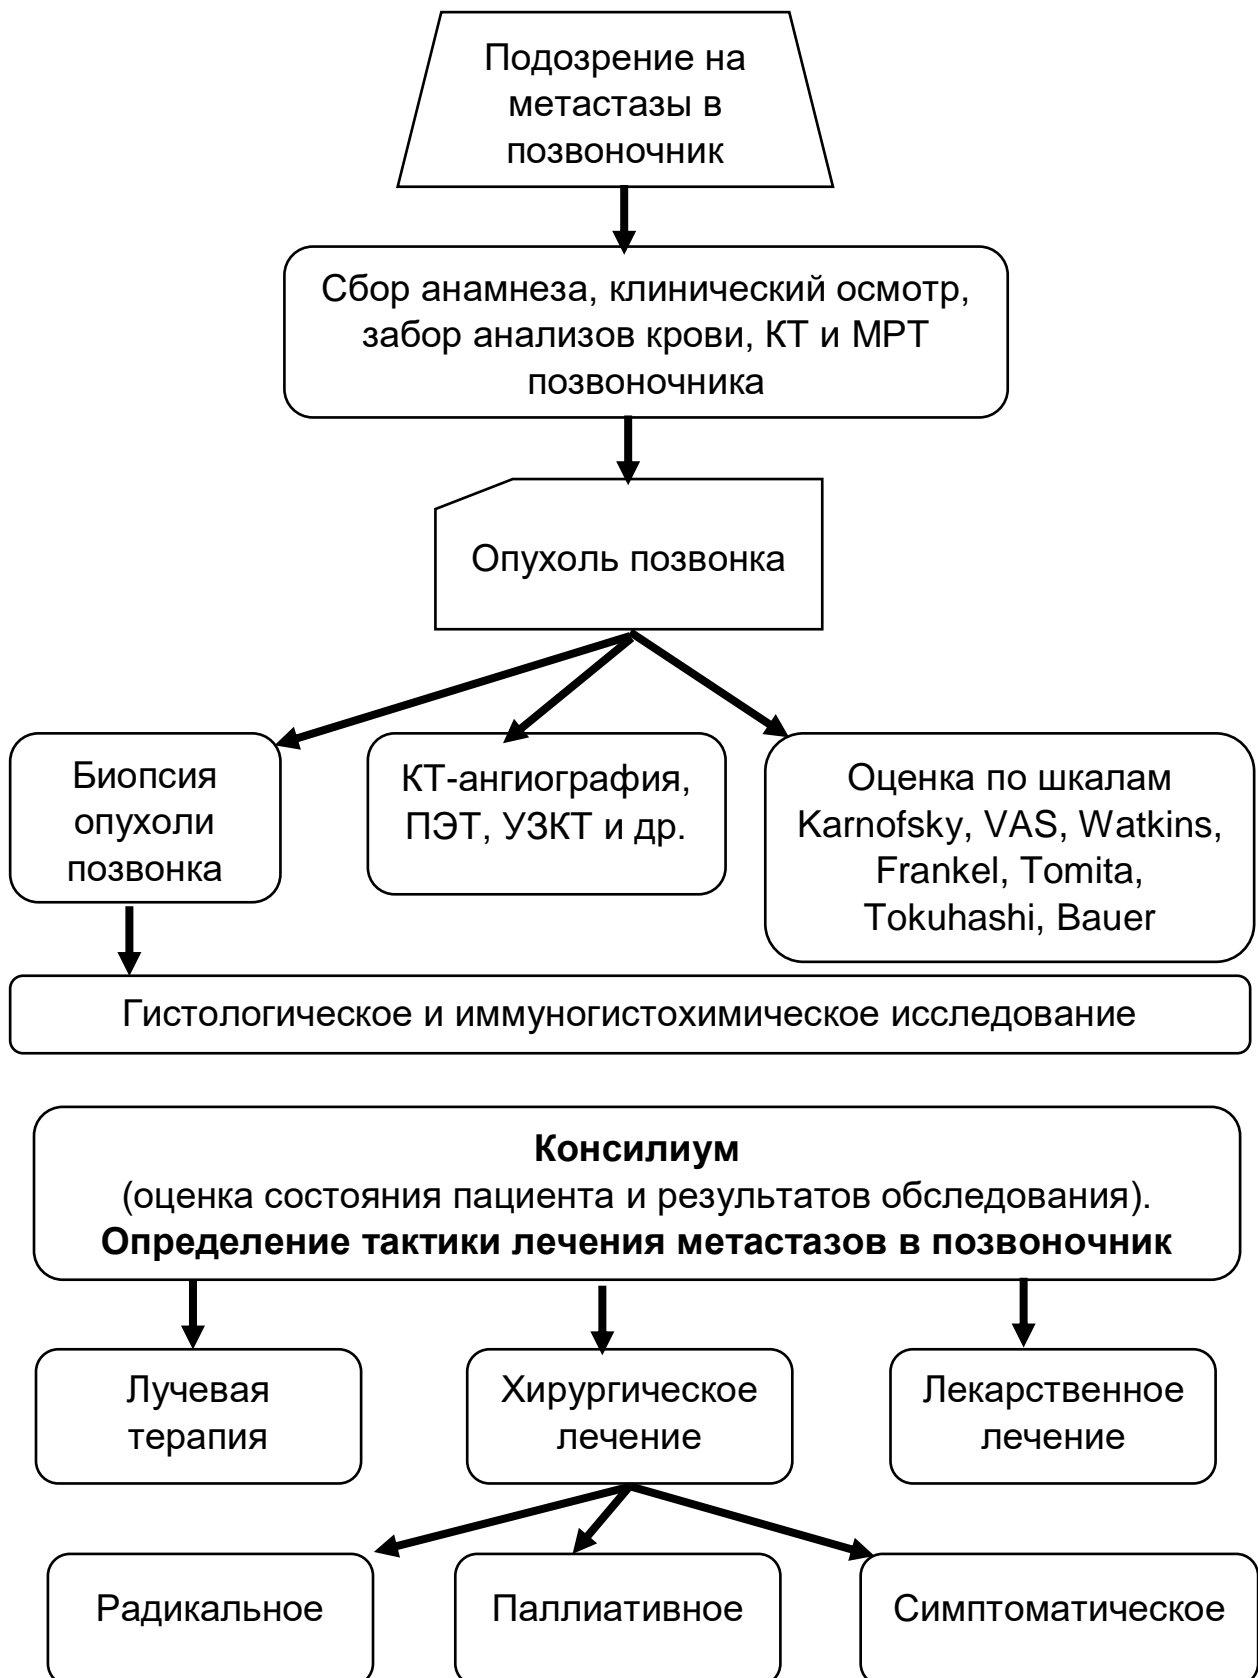 Подозрение на
метастазы в
позвоночник
Сбор анамнеза, клинический осмотр,
забор анализов крови, КТ и МРТ
позвоночника
Опухоль позвонка
Биопсия
опухоли
позвонка
КТ-ангиография,
ПЭТ, УЗКТ и др.
Оценка по шкалам
Karnofsky, VAS, Watkins,
Frankel, Tomita,
Tokuhashi, Bauer
Гистологическое и иммуногистохимическое исследование
Консилиум
(оценка состояния пациента и результатов обследования).
Определение тактики лечения метастазов в позвоночник
Лучевая
терапия
Хирургическое
лечение
Лекарственное
лечение
Радикальное
Паллиативное
Симптоматическое